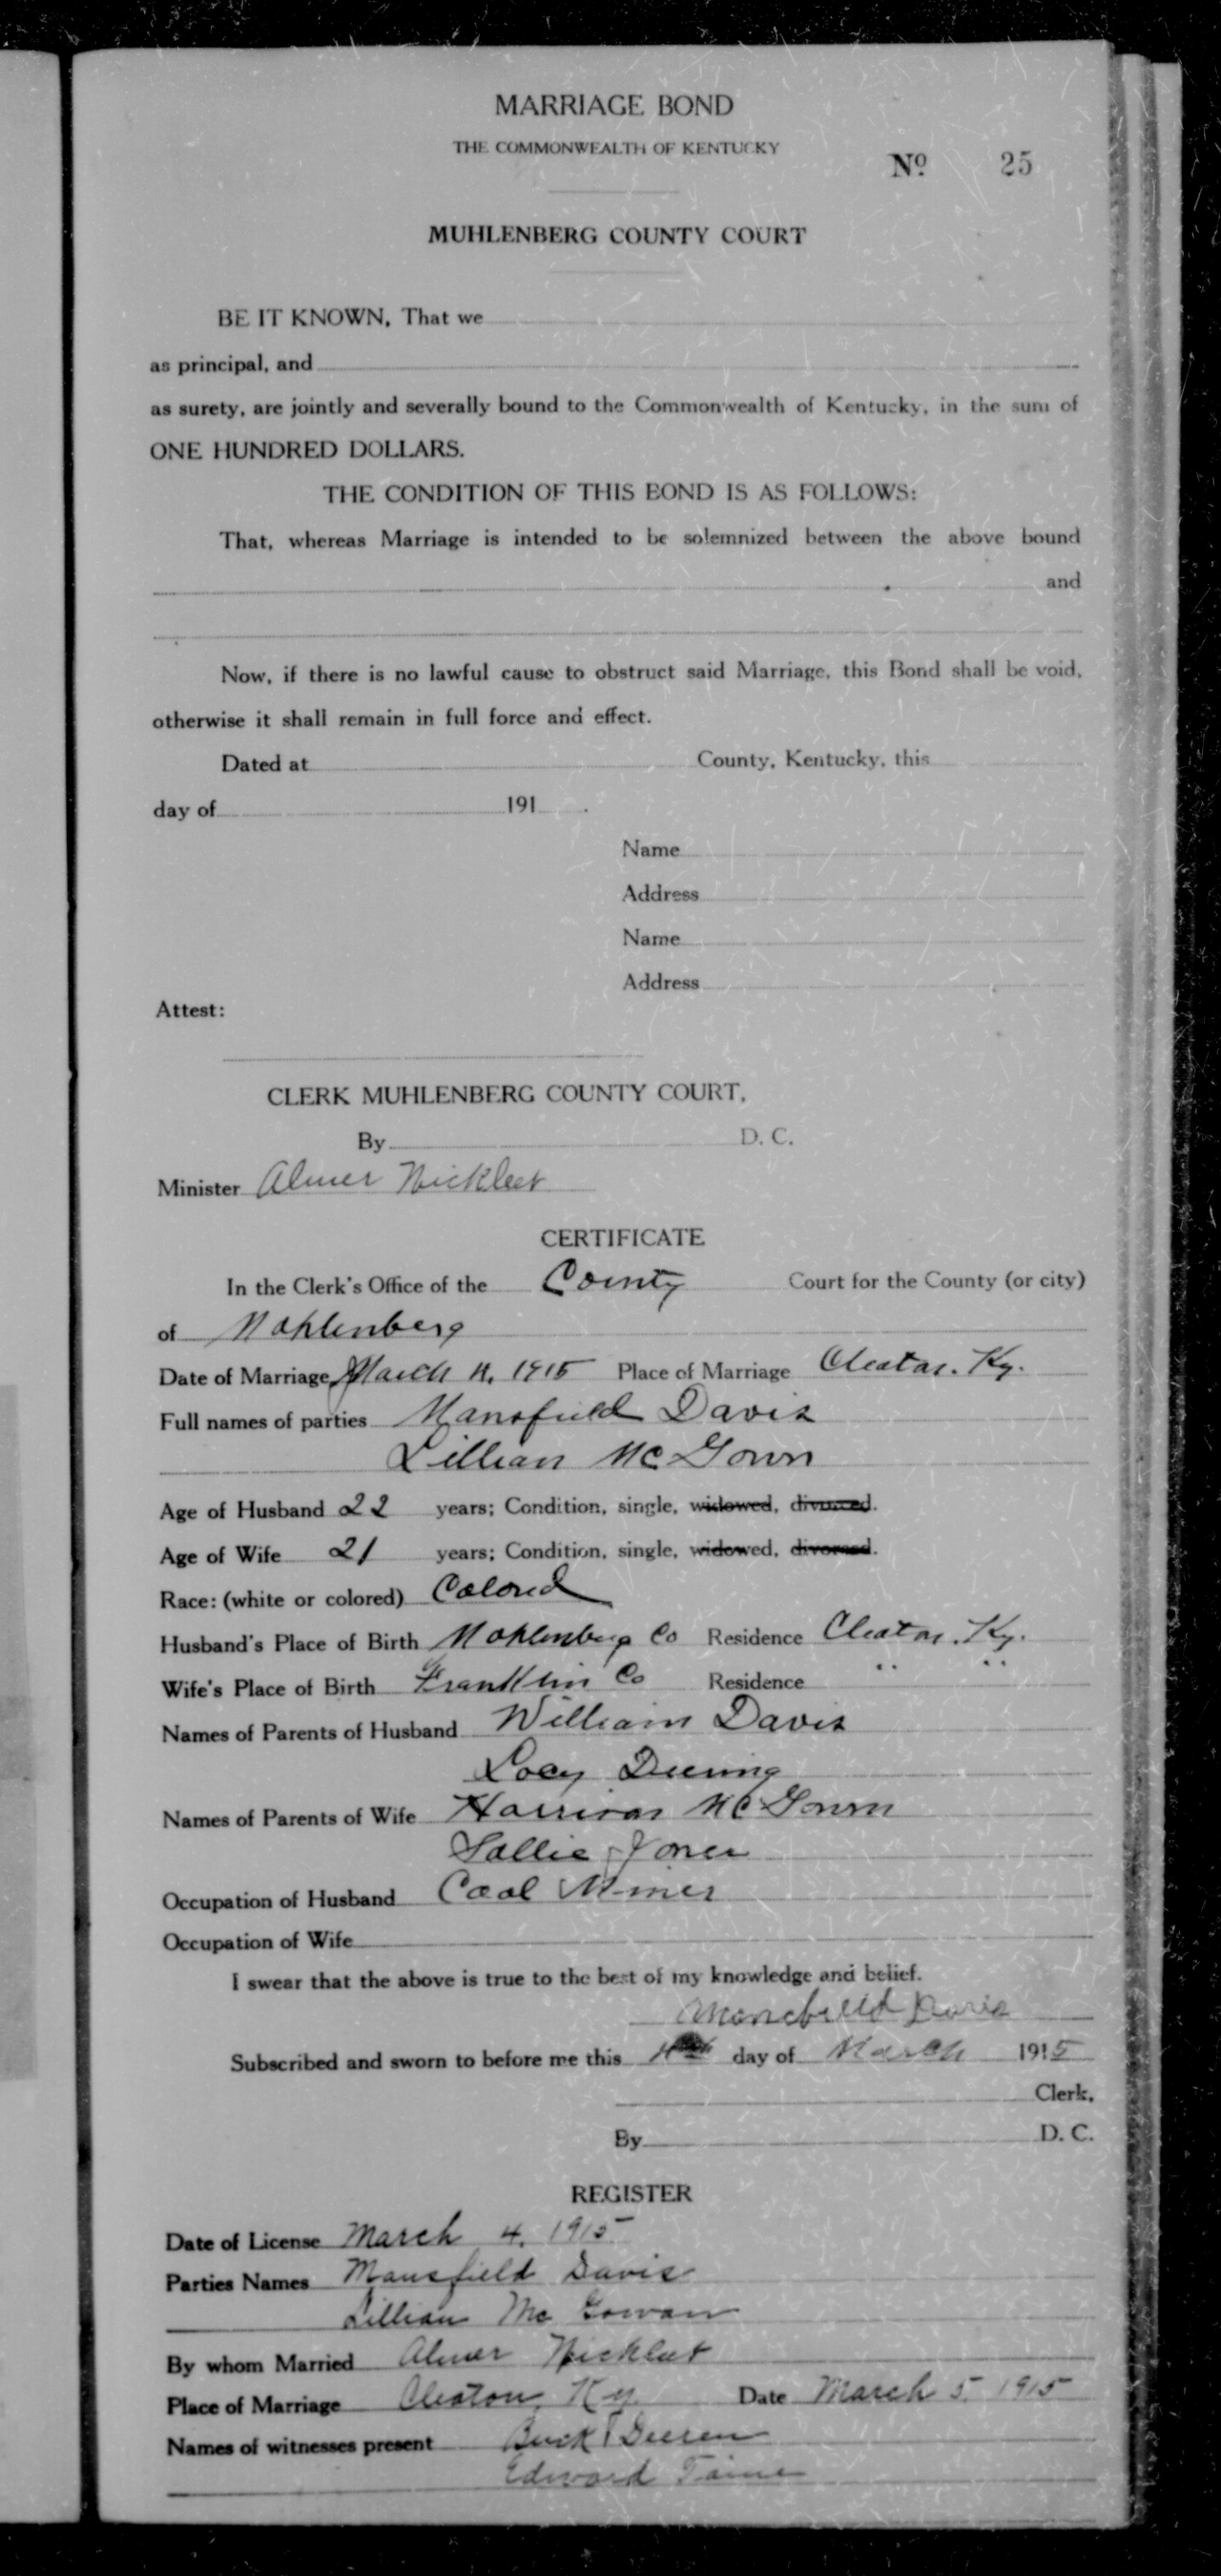 MARRIAGE BOND
THE COMMONWEALTH OF KENTUCKY
Nº 25
MUHLENBERG COUNTY COURT
BE IT KNOWN, That we
as principal, and
as surety, are jointly and severally bound to the Commonwealth of Kentucky, in the sum of
ONE HUNDRED DOLLARS.
THE CONDITION OF THIS BOND IS AS FOLLOWS:
That, whereas Marriage is intended to be solemnized between the above bound
and
Now, if there is no lawful cause to obstruct said Marriage, this Bond shall be void,
otherwise it shall remain in full force and effect.
Dated at County, Kentucky, this
day of 191 .
Name
Address
Name
Address
Attest:
CLERK MUHLENBERG COUNTY COURT,
By D. C.
Minister Almer
CERTIFICATE
In the Clerk's Office of the County Court for the County (or city)
of Mohlenberg
Date of Marriage March 4, 1915 Place of Marriage Cleaton. Ky.
Full names of parties Mansfield Davis
Lillian McGown
Age of Husband 22 years; Condition, single, widowed, divorced.
Age of Wife 21 years; Condition, single, widowed, divorced.
Race: (white or colored) Colored
Husband's Place of Birth Mohlenberg Co Residence Cleaton. Ky.
Wife's Place of Birth Franklin Co Residence " "
Names of Parents of Husband William Davis
Locy
Names of Parents of Wife Harrison McGown
Sallie Jones
Occupation of Husband Coal Miner
Occupation of Wife
I swear that the above is true to the best of my knowledge and belief.
Mansfield Davis
Subscribed and sworn to before me this 4 day of March 1915
Clerk.
By D. C.
REGISTER
Date of License March 4, 1915
Parties Names Mansfield Davis
Lillian Mc Gowan
By whom Married Almer
Place of Marriage Cleaton, Ky Date March 5, 1915
Names of witnesses present Buck
Edward